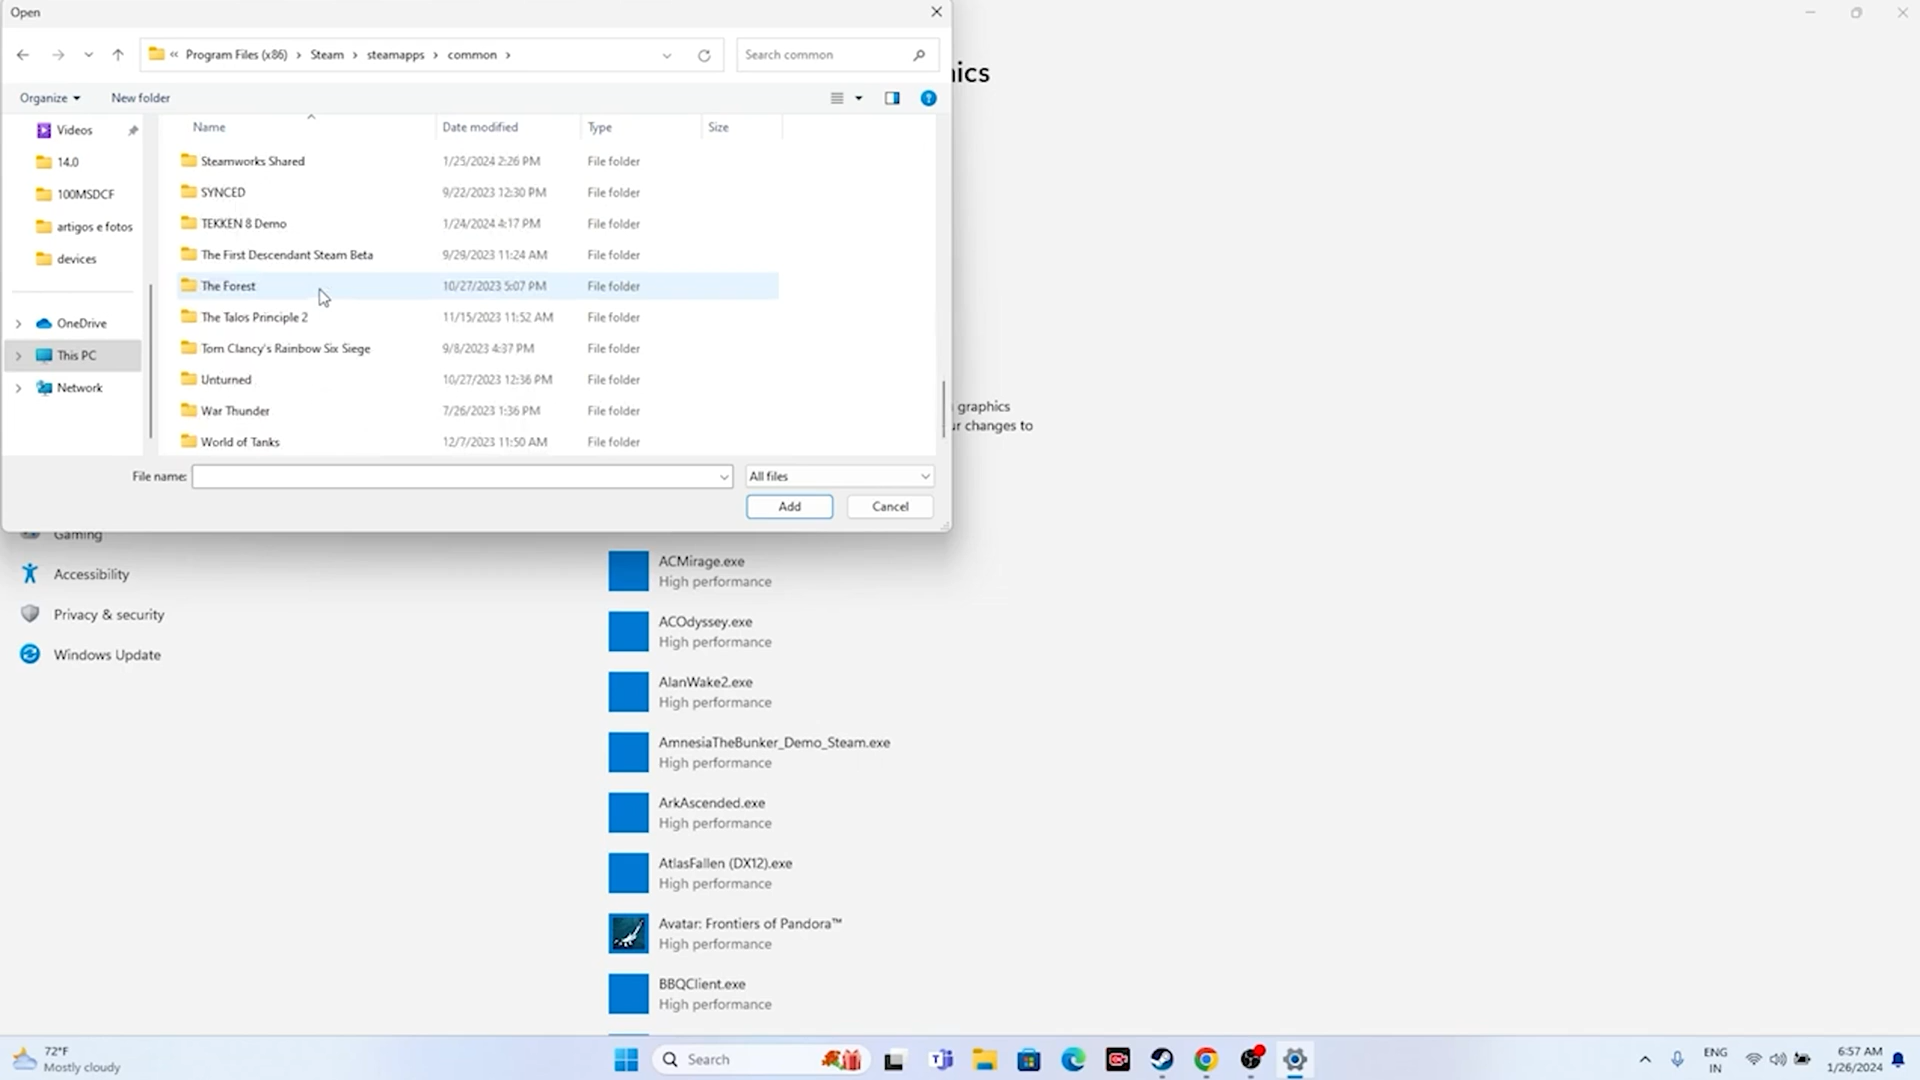 Open
Program Files (x86)
Steam
steamapps
common
Search common
Organize
New folder
ics
Videos
14.0
100MSDCF
artigos e fotos
devices
OneDrive
This PC
Network
Name Date modified Type Size
Steamworks Shared 1/25/2024 2:26 PM File folder
SYNCED 9/22/2023 12:30 PM File folder
TEKKEN 8 Demo 1/24/2024 4:17 PM File folder
The First Descendant Steam Beta 9/29/2023 11:24 AM File folder
The Forest 10/27/2023 5:07 PM File folder
The Talos Principle 2 11/15/2023 11:52 AM File folder
Tom Clancy's Rainbow Six Siege 9/8/2023 4:37 PM File folder
Unturned 10/27/2023 12:36 PM File folder
War Thunder 7/26/2023 1:36 PM File folder
World of Tanks 12/7/2023 11:50 AM File folder
graphics
r changes to
File name:
All files
Add
Cancel
Gaming
Accessibility
Privacy & security
Windows Update
ACMirage.exe
High performance
ACOdyssey.exe
High performance
AlanWake2.exe
High performance
AmnesiaTheBunker_Demo_Steam.exe
High performance
ArkAscended.exe
High performance
AtlasFallen (DX12).exe
High performance
Avatar: Frontiers of Pandora™
High performance
BBQClient.exe
High performance
72°F
Mostly cloudy
Search
ENG
IN
6:57 AM
1/26/2024